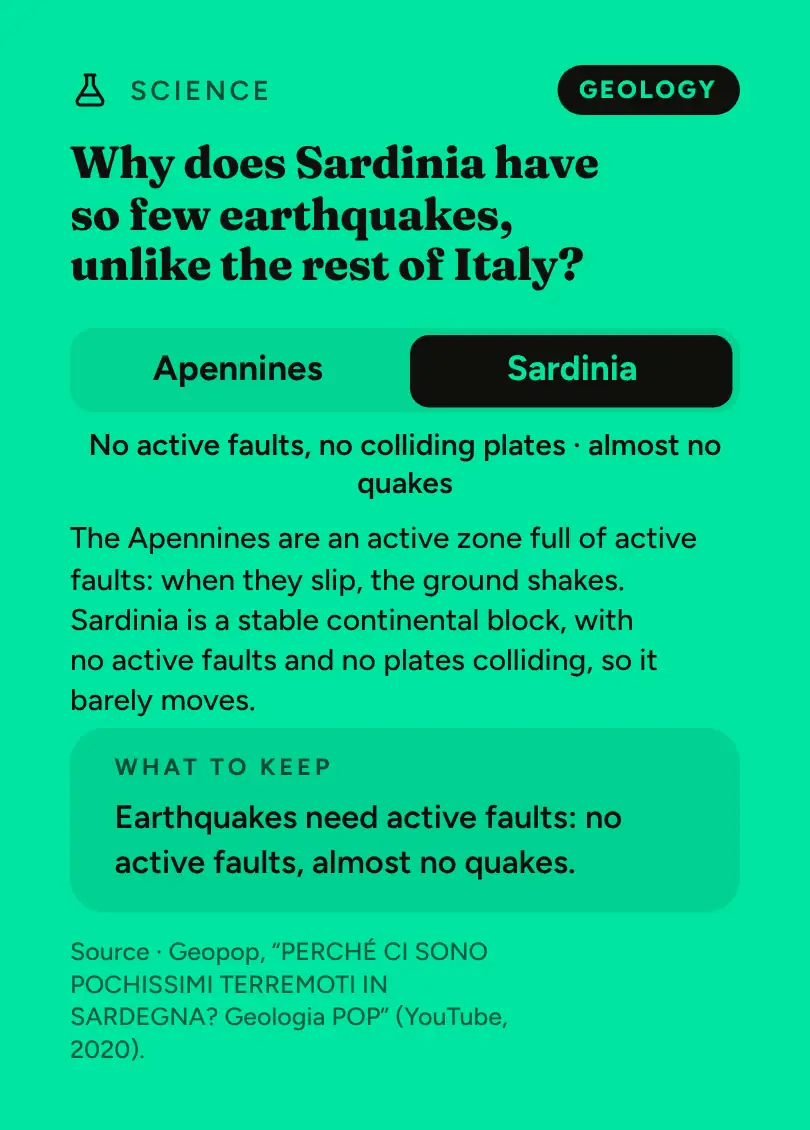 SCIENCE
GEOLOGY
Why does Sardinia have
so few earthquakes,
unlike the rest of Italy?
Apennines
Sardinia
No active faults, no colliding plates · almost no
quakes
The Apennines are an active zone full of active
faults: when they slip, the ground shakes.
Sardinia is a stable continental block, with
no active faults and no plates colliding, so it
barely moves.
WHAT TO KEEP
Earthquakes need active faults: no
active faults, almost no quakes.
Source · Geopop, “PERCHÉ CI SONO
POCHISSIMI TERREMOTI IN
SARDEGNA? Geologia POP” (YouTube,
2020).